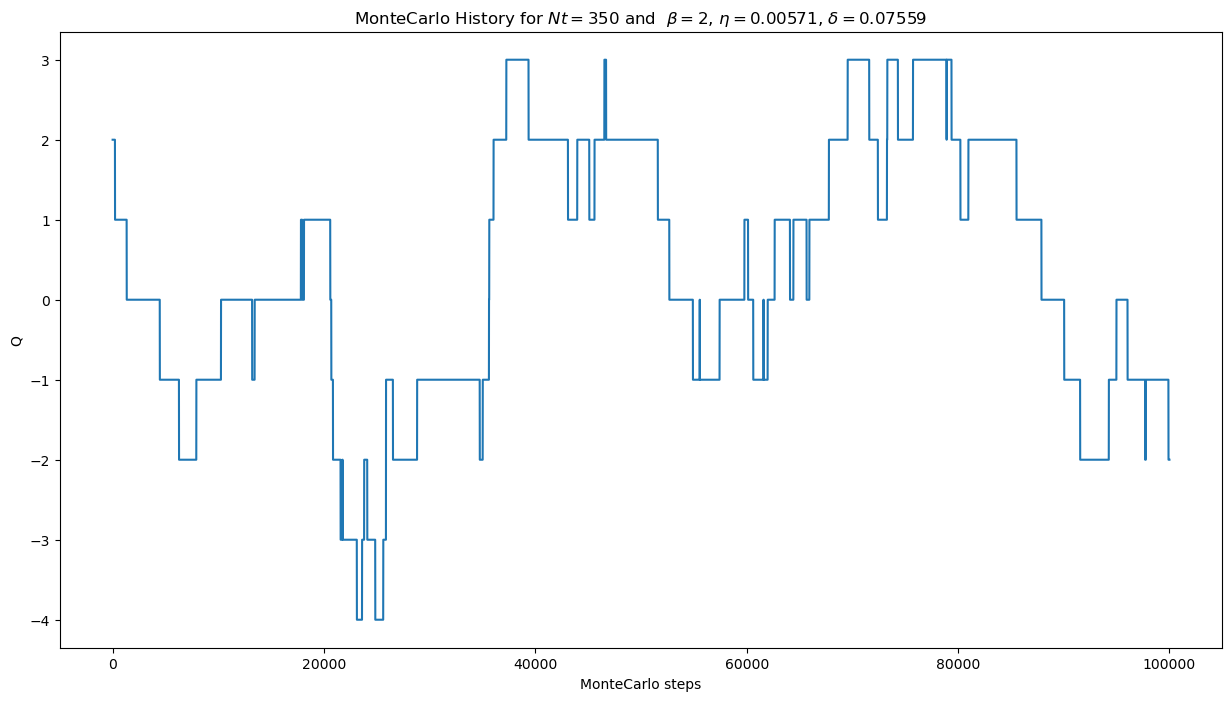 MonteCarlo History for Nt = 350 and β = 2, η = 0.00571, δ = 0.07559
3
2
1
0
−1
−2
−3
−4
Q
0 20000 40000 60000 80000 100000
MonteCarlo steps